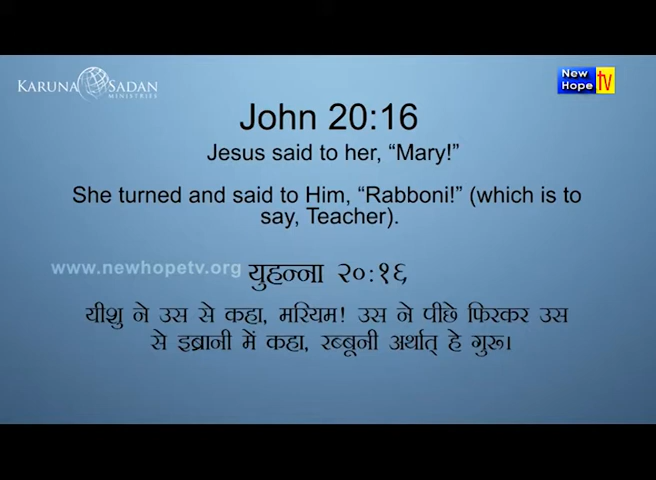 KARUNA SADAN
MINISTRIES
New
Hope tv
John 20:16
Jesus said to her, “Mary!”
She turned and said to Him, “Rabboni!” (which is to
say, Teacher).
www.newhopetv.org
युहन्ना २०:१६
यीशु ने उस से कहा, मरियम! उस ने पीछे फिरकर उस
से इब्रानी में कहा, रब्बूनी अर्थात् हे गुरू।